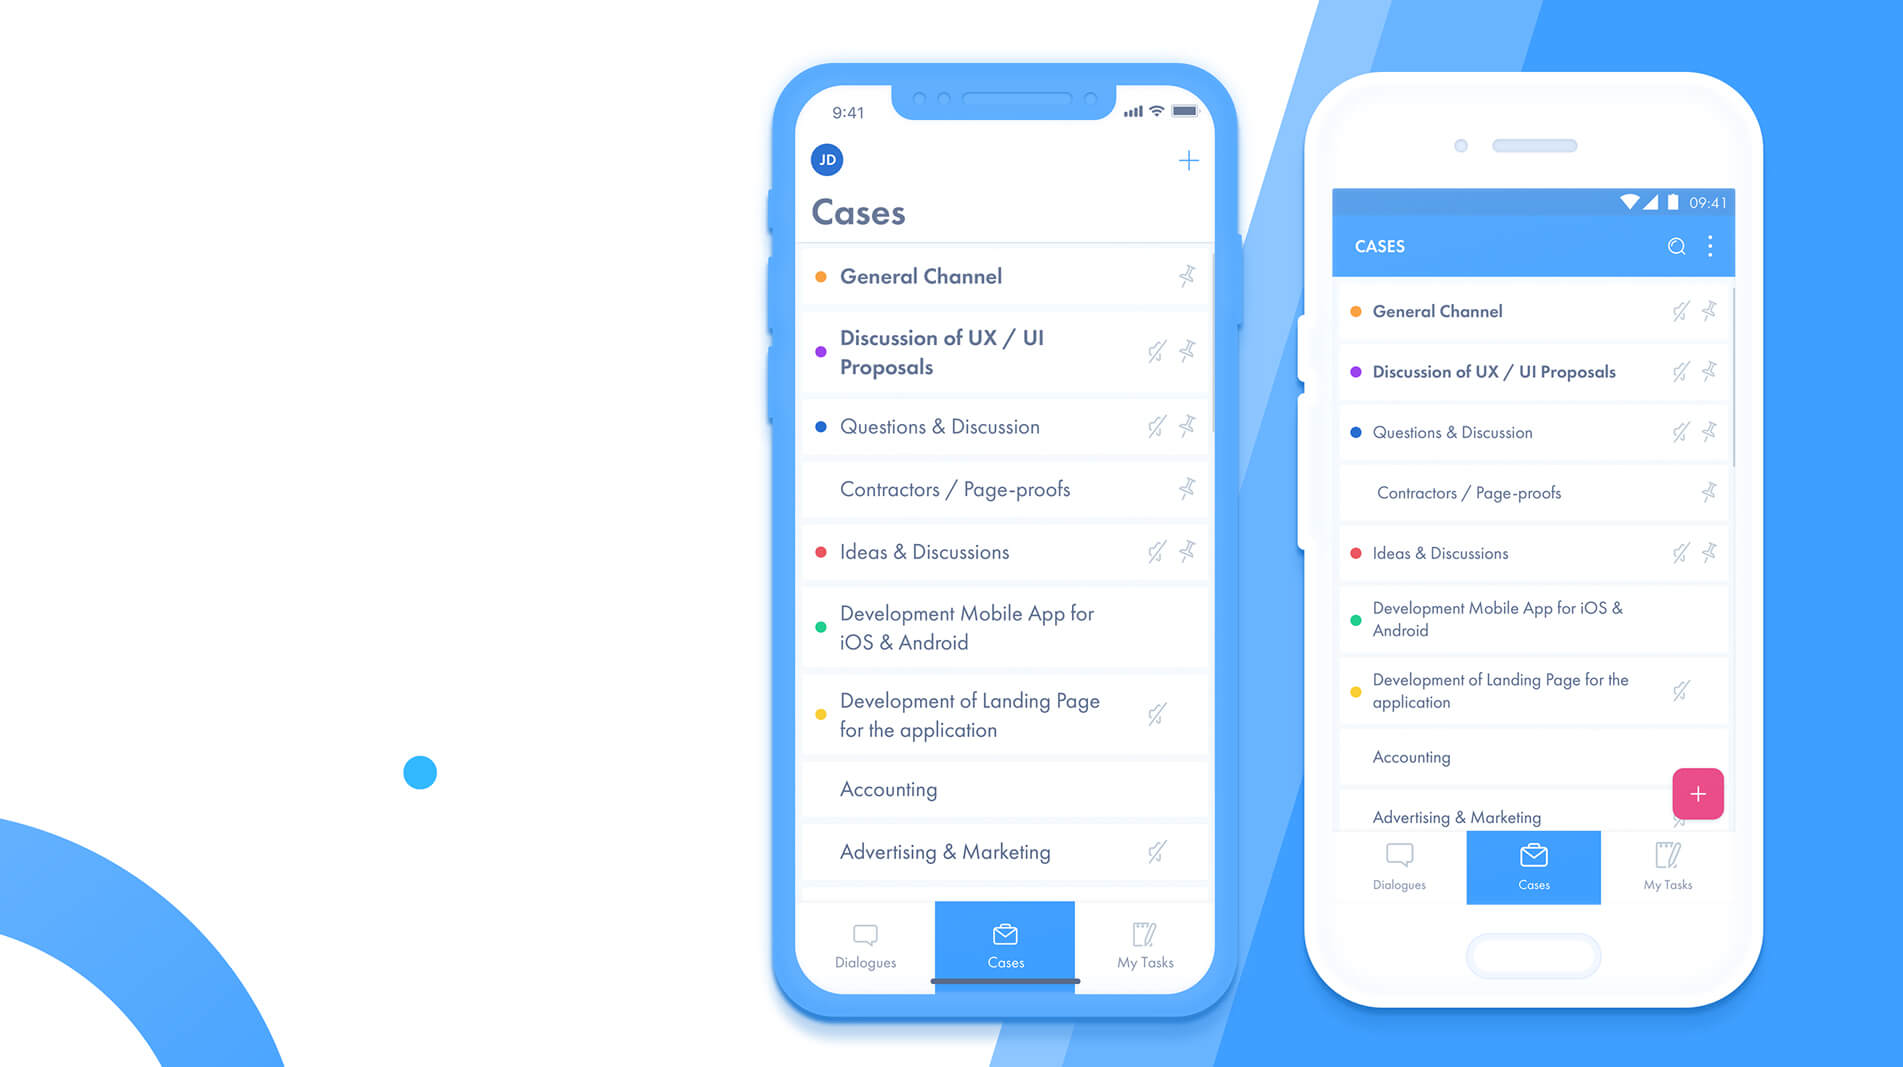 9:41
JD
Cases
General Channel
Discussion of UX / UI
Proposals
Questions & Discussion
Contractors / Page-proofs
Ideas & Discussions
Development Mobile App for
iOS & Android
Development of Landing Page
for the application
Accounting
Advertising & Marketing
Dialogues
Cases
My Tasks
09:41
CASES
General Channel
Discussion of UX / UI Proposals
Questions & Discussion
Contractors / Page-proofs
Ideas & Discussions
Development Mobile App for iOS &
Android
Development of Landing Page for the
application
Accounting
Advertising & Marketing
Dialogues
Cases
My Tasks